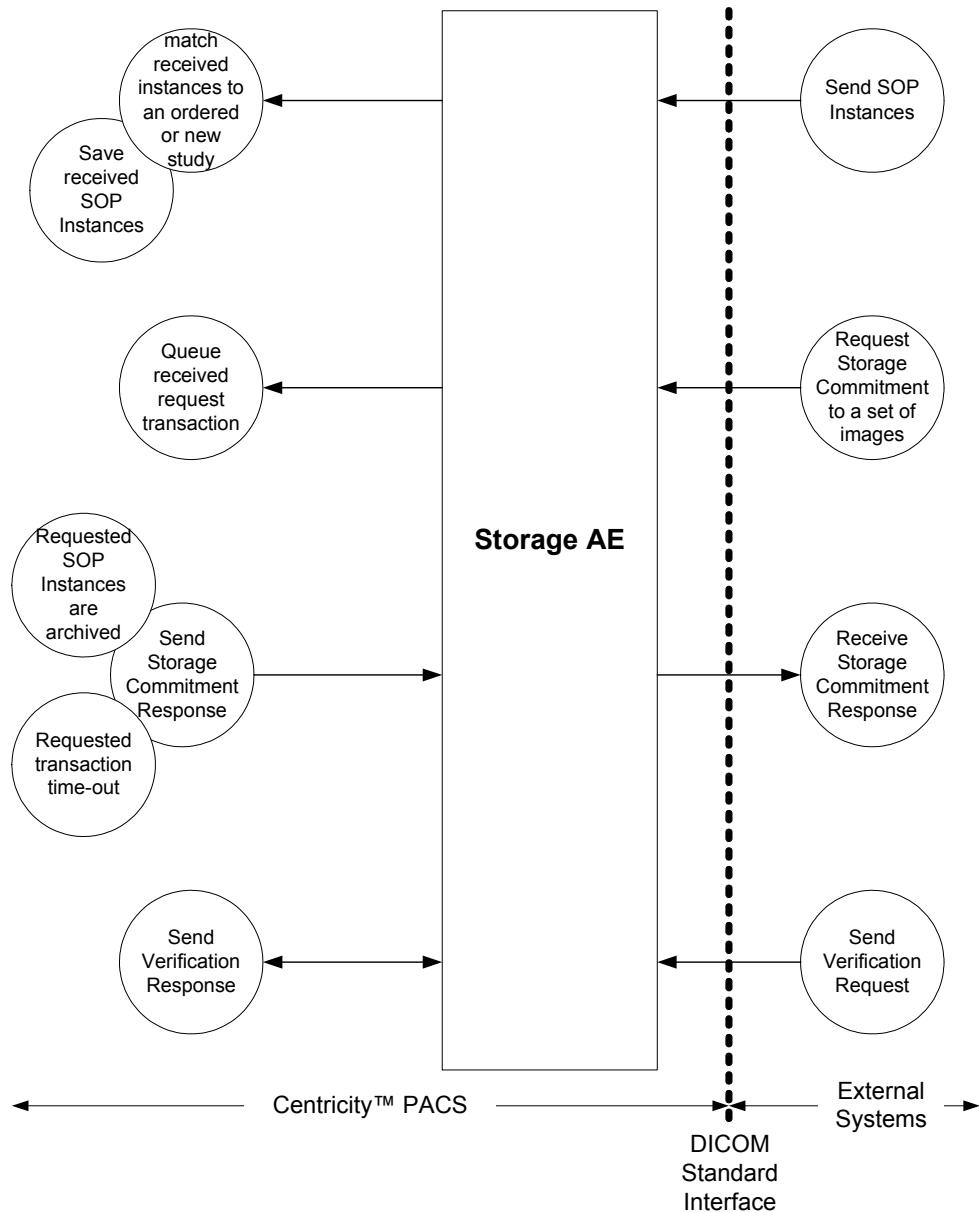 match
received
instances to
an ordered
or new
study
Save
received
SOP
Instances
Send SOP
Instances
Queue
received
request
transaction
Request
Storage
Commitment
to a set of
images
Storage AE
Requested
SOP
Instances
are
archived
Send
Storage
Commitment
Response
Requested
transaction
time-out
Receive
Storage
Commitment
Response
Send
Verification
Response
Send
Verification
Request
Centricity™ PACS
External
Systems
DICOM
Standard
Interface